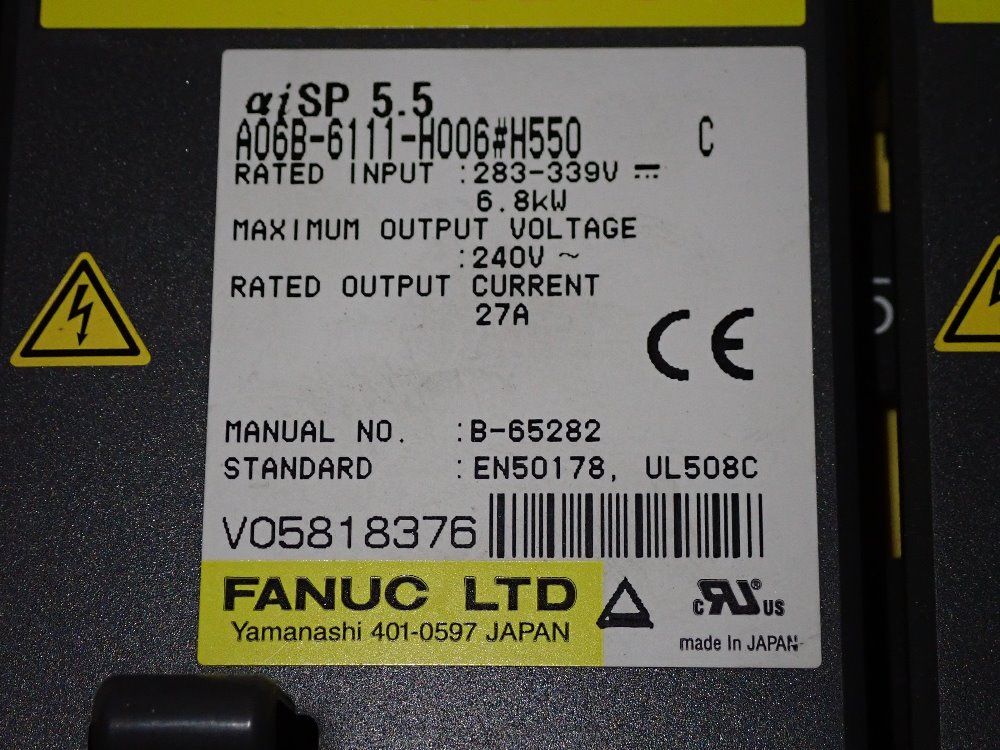 αiSP 5.5
A06B-6111-H006#H550 C
RATED INPUT :283-339V ⎓
6.8kW
MAXIMUM OUTPUT VOLTAGE
:240V ~
RATED OUTPUT CURRENT
27A
CE
MANUAL NO. :B-65282
STANDARD :EN50178, UL508C
V05818376
FANUC LTD
Yamanashi 401-0597 JAPAN
c RU ® US
made In JAPAN
5